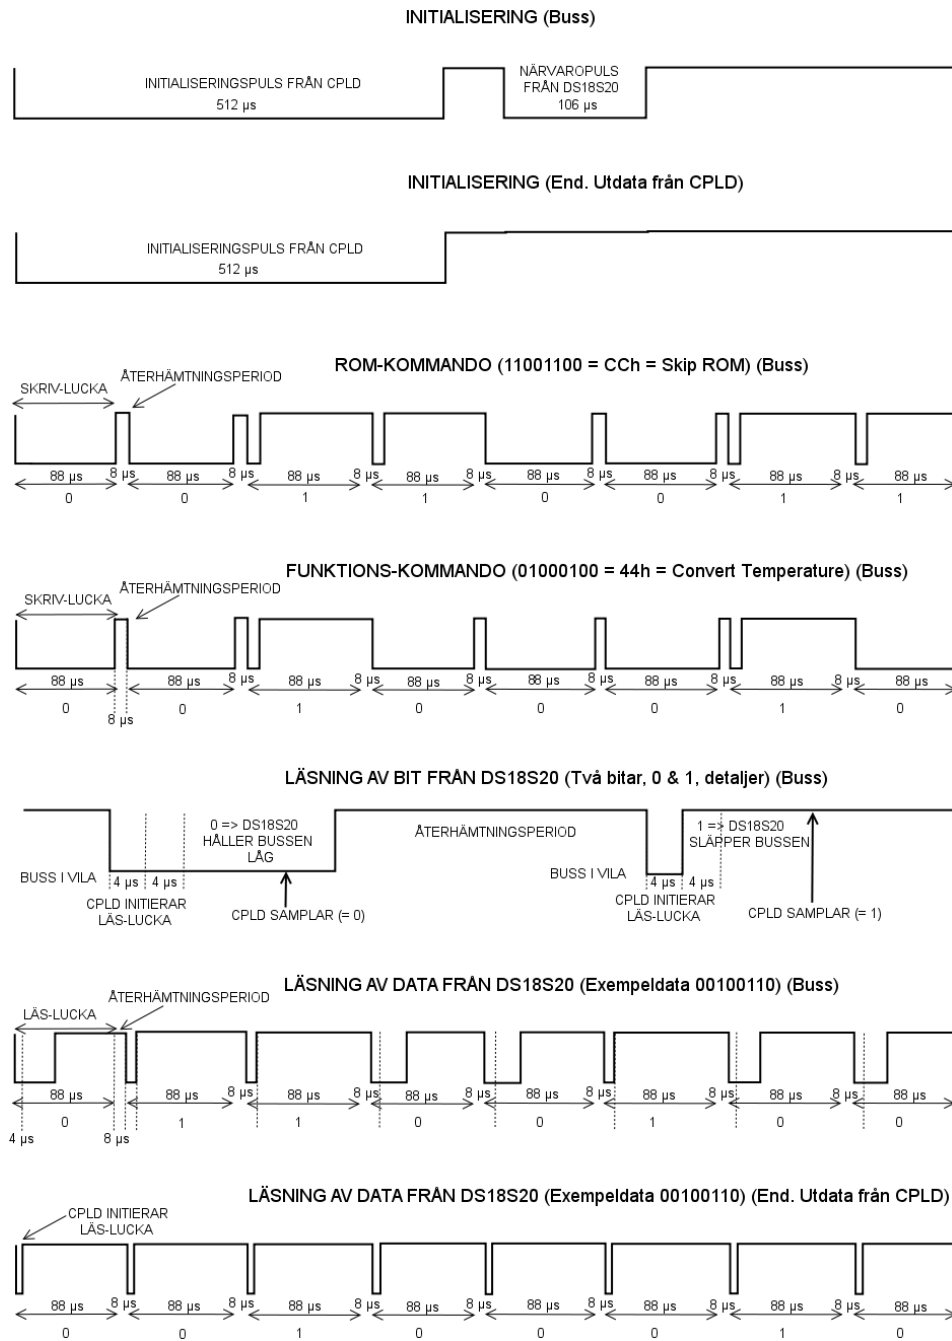 INITIALISERING (Buss)
INITIALISERINGSPULS FRÅN CPLD
512 µs
NÄRVAROPULS
FRÅN DS18S20
106 µs
INITIALISERING (End. Utdata från CPLD)
INITIALISERINGSPULS FRÅN CPLD
512 µs
ROM-KOMMANDO (11001100 = CCh = Skip ROM) (Buss)
SKRIV-LUCKA
ÅTERHÄMTNINGSPERIOD
88 µs 8 µs 88 µs 8 µs 88 µs 8 µs 88 µs 8 µs 88 µs 8 µs 88 µs 8 µs 88 µs 8 µs 88 µs
0 0 1 1 0 0 1 1
FUNKTIONS-KOMMANDO (01000100 = 44h = Convert Temperature) (Buss)
SKRIV-LUCKA
ÅTERHÄMTNINGSPERIOD
88 µs 88 µs 8 µs 88 µs 8 µs 88 µs 8 µs 88 µs 8 µs 88 µs 8 µs 88 µs 8 µs 88 µs
0 8 µs 0 1 0 0 0 1 0
LÄSNING AV BIT FRÅN DS18S20 (Två bitar, 0 & 1, detaljer) (Buss)
0 => DS18S20
HÅLLER BUSSEN
LÅG
ÅTERHÄMTNINGSPERIOD
1 => DS18S20
SLÄPPER BUSSEN
BUSS I VILA
4 µs 4 µs
CPLD INITIERAR
LÄS-LUCKA
CPLD SAMPLAR (= 0)
BUSS I VILA
4 µs 4 µs
CPLD INITIERAR
LÄS-LUCKA
CPLD SAMPLAR (= 1)
LÄSNING AV DATA FRÅN DS18S20 (Exempeldata 00100110) (Buss)
LÄS-LUCKA
ÅTERHÄMTNINGSPERIOD
88 µs 88 µs 8 µs 88 µs 8 µs 88 µs 8 µs 88 µs 8 µs 88 µs 8 µs 88 µs 8 µs 88 µs
0 1 1 0 0 1 0 0
4 µs 8 µs
LÄSNING AV DATA FRÅN DS18S20 (Exempeldata 00100110) (End. Utdata från CPLD)
CPLD INITIERAR
LÄS-LUCKA
88 µs 8 µs 88 µs 8 µs 88 µs 8 µs 88 µs 8 µs 88 µs 8 µs 88 µs 8 µs 88 µs 8 µs 88 µs
0 0 1 0 0 0 1 0